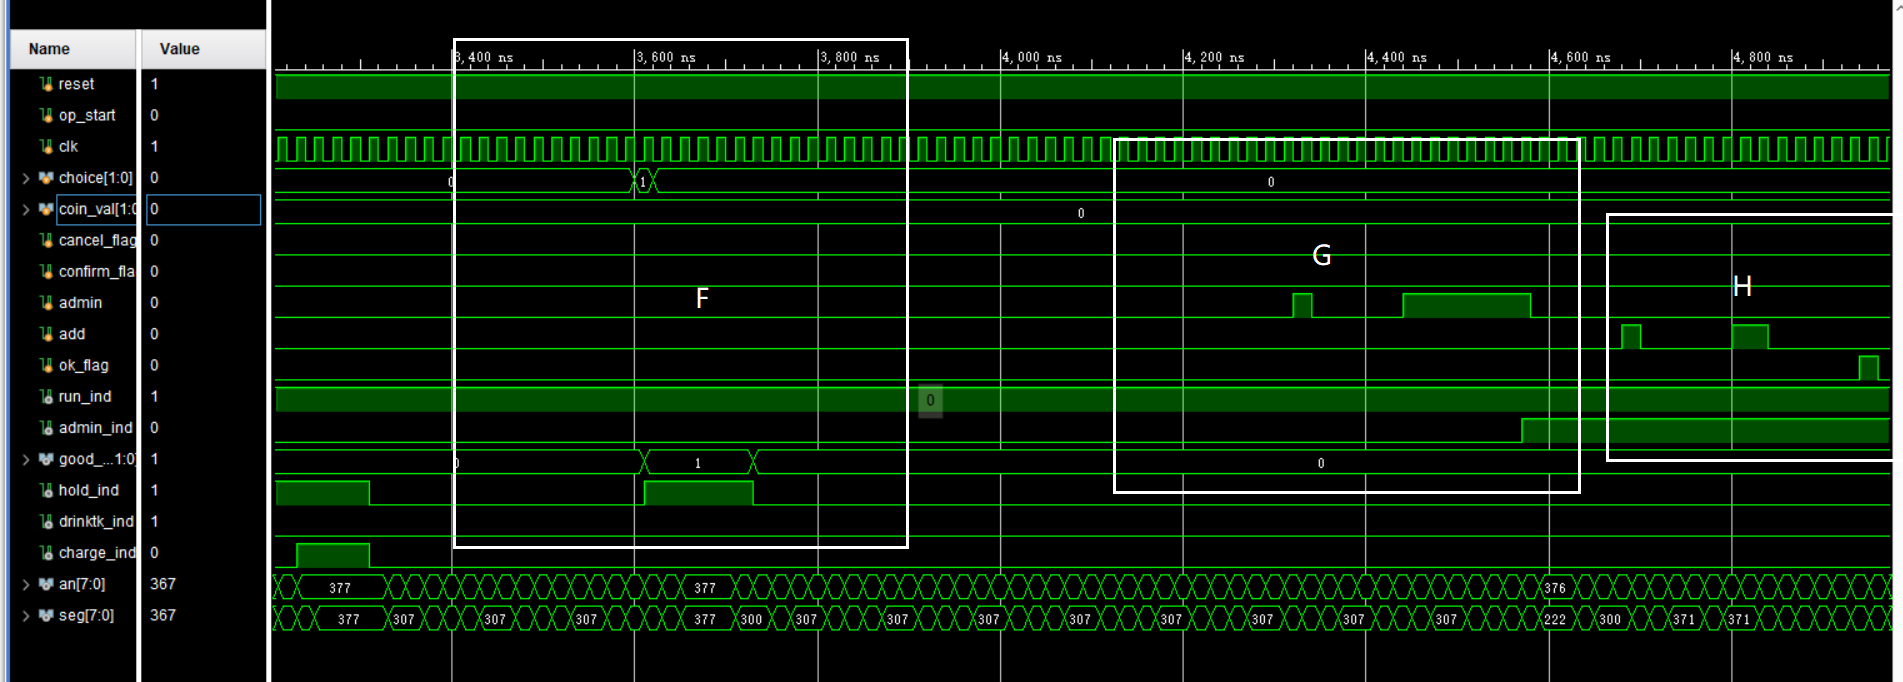 Name Value
3,400 ns 3,600 ns 3,800 ns 4,000 ns 4,200 ns 4,400 ns 4,600 ns 4,800 ns
reset 1
op_start 0
clk 1
choice[1:0] 0 0 1 0
coin_val[1:0 0 0
cancel_flag 0
G
confirm_fla 0
H
F
admin 0
add 0
ok_flag 0
run_ind 1 0
admin_ind 0
good_...1:0] 1 0 1 0
hold_ind 1
drinktk_ind 1
charge_ind 0
an[7:0] 367 377 377 376
seg[7:0] 367 377 307 307 307 377 300 307 307 307 307 307 307 307 307 222 300 371 371